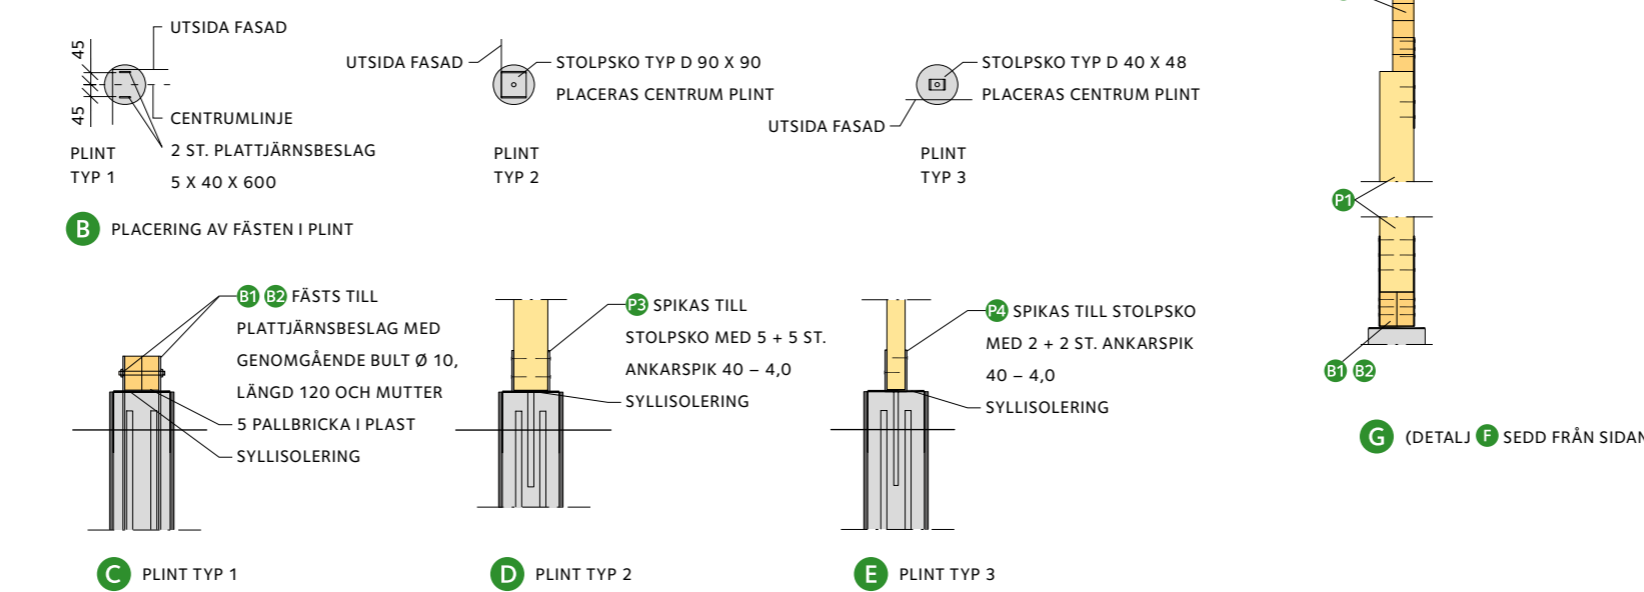 45
45
UTSIDA FASAD
CENTRUMLINJE
2 ST. PLATTJÄRNSBESLAG
5 X 40 X 600
PLINT
TYP 1
UTSIDA FASAD
STOLPSKO TYP D 90 X 90
PLACERAS CENTRUM PLINT
PLINT
TYP 2
STOLPSKO TYP D 40 X 48
PLACERAS CENTRUM PLINT
UTSIDA FASAD
PLINT
TYP 3
B PLACERING AV FÄSTEN I PLINT
B1 B2 FÄSTS TILL
PLATTJÄRNSBESLAG MED
GENOMGÅENDE BULT Ø 10,
LÄNGD 120 OCH MUTTER
5 PALLBRICKA I PLAST
SYLLISOLERING
C PLINT TYP 1
P3 SPIKAS TILL
STOLPSKO MED 5 + 5 ST.
ANKARSPIK 40 – 4,0
SYLLISOLERING
D PLINT TYP 2
P4 SPIKAS TILL STOLPSKO
MED 2 + 2 ST. ANKARSPIK
40 – 4,0
SYLLISOLERING
E PLINT TYP 3
P1
B1 B2
G (DETALJ F SEDD FRÅN SIDAN